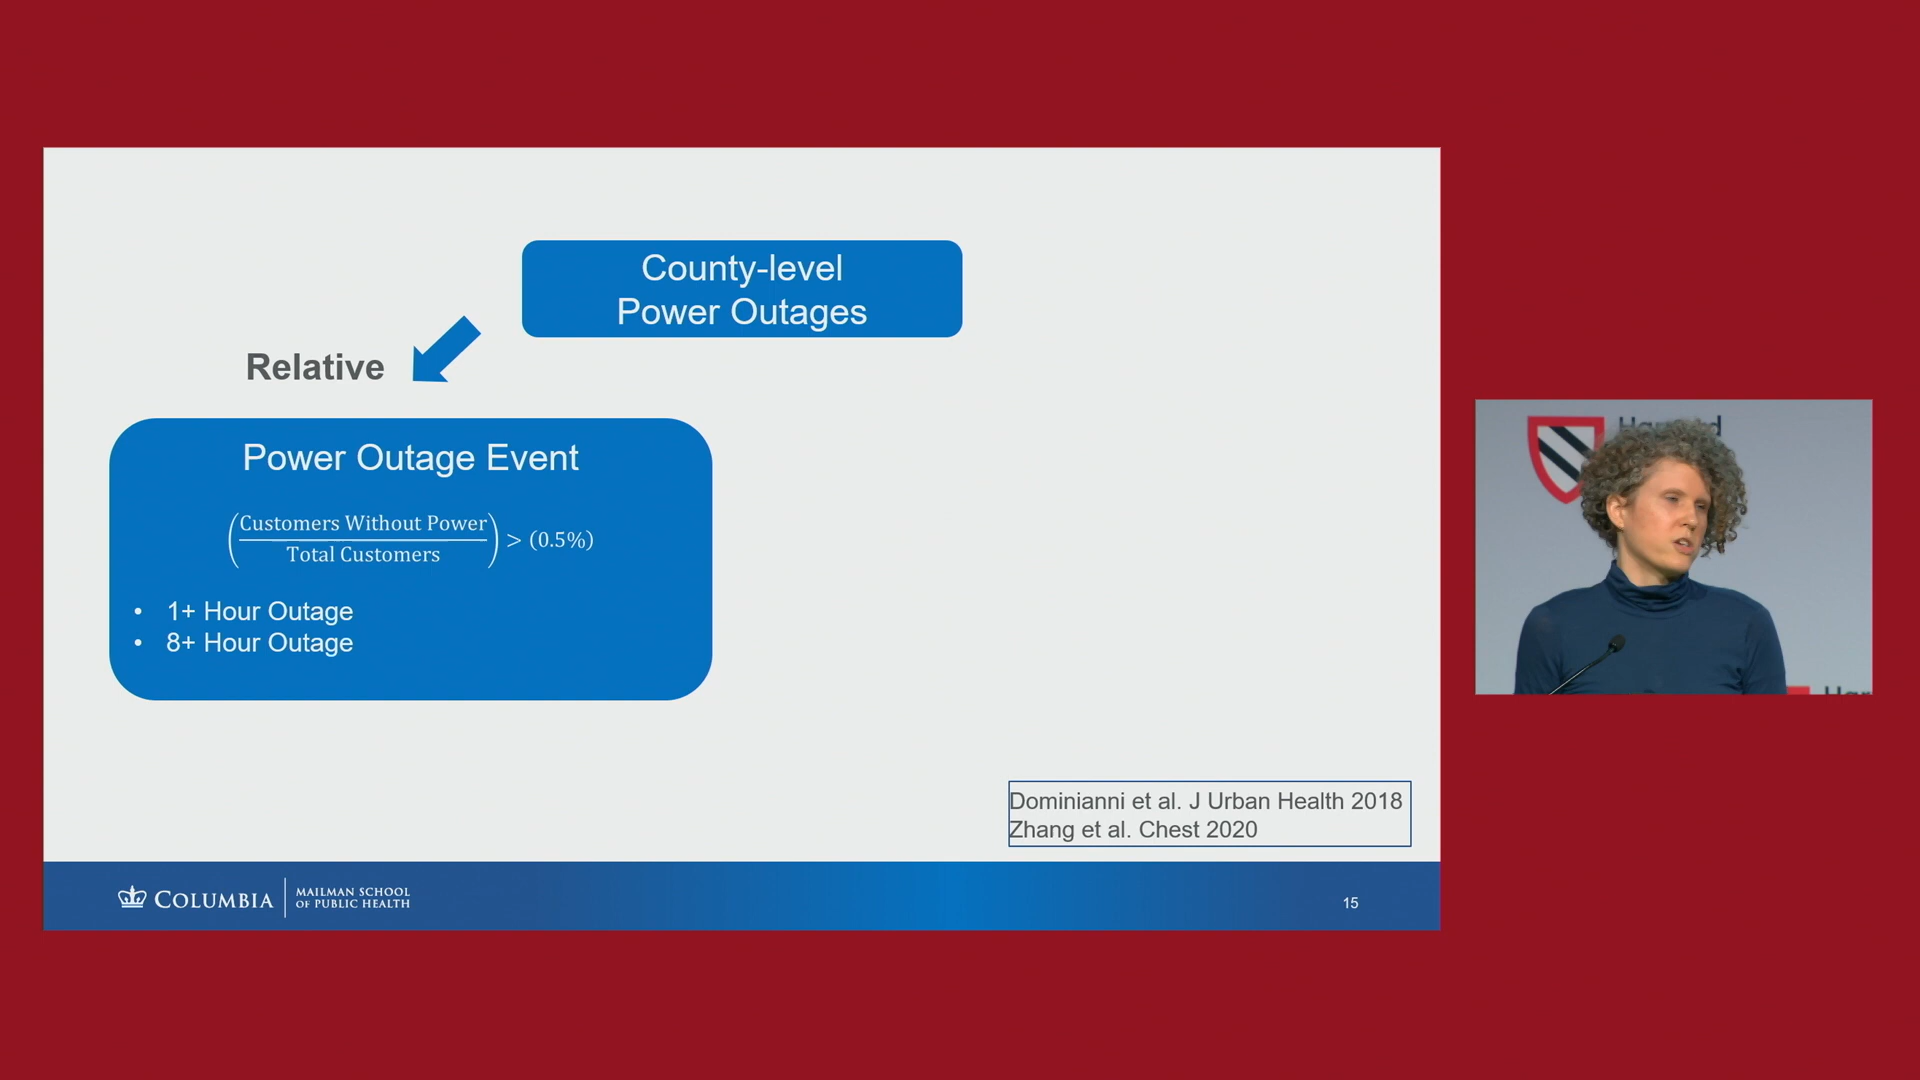 County-level
Power Outages
Relative
Power Outage Event
(Customers Without Power / Total Customers) > (0.5%)
• 1+ Hour Outage
• 8+ Hour Outage
Dominianni et al. J Urban Health 2018
Zhang et al. Chest 2020
COLUMBIA
MAILMAN SCHOOL
OF PUBLIC HEALTH
15